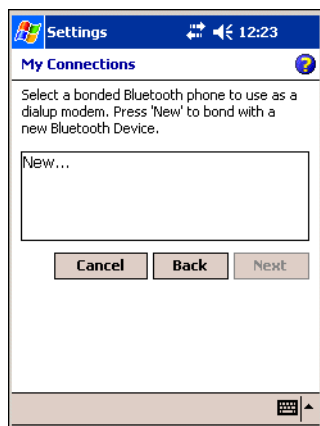 Settings 12:23
My Connections
Select a bonded Bluetooth phone to use as a
dialup modem. Press 'New' to bond with a
new Bluetooth Device.
New...
Cancel Back Next